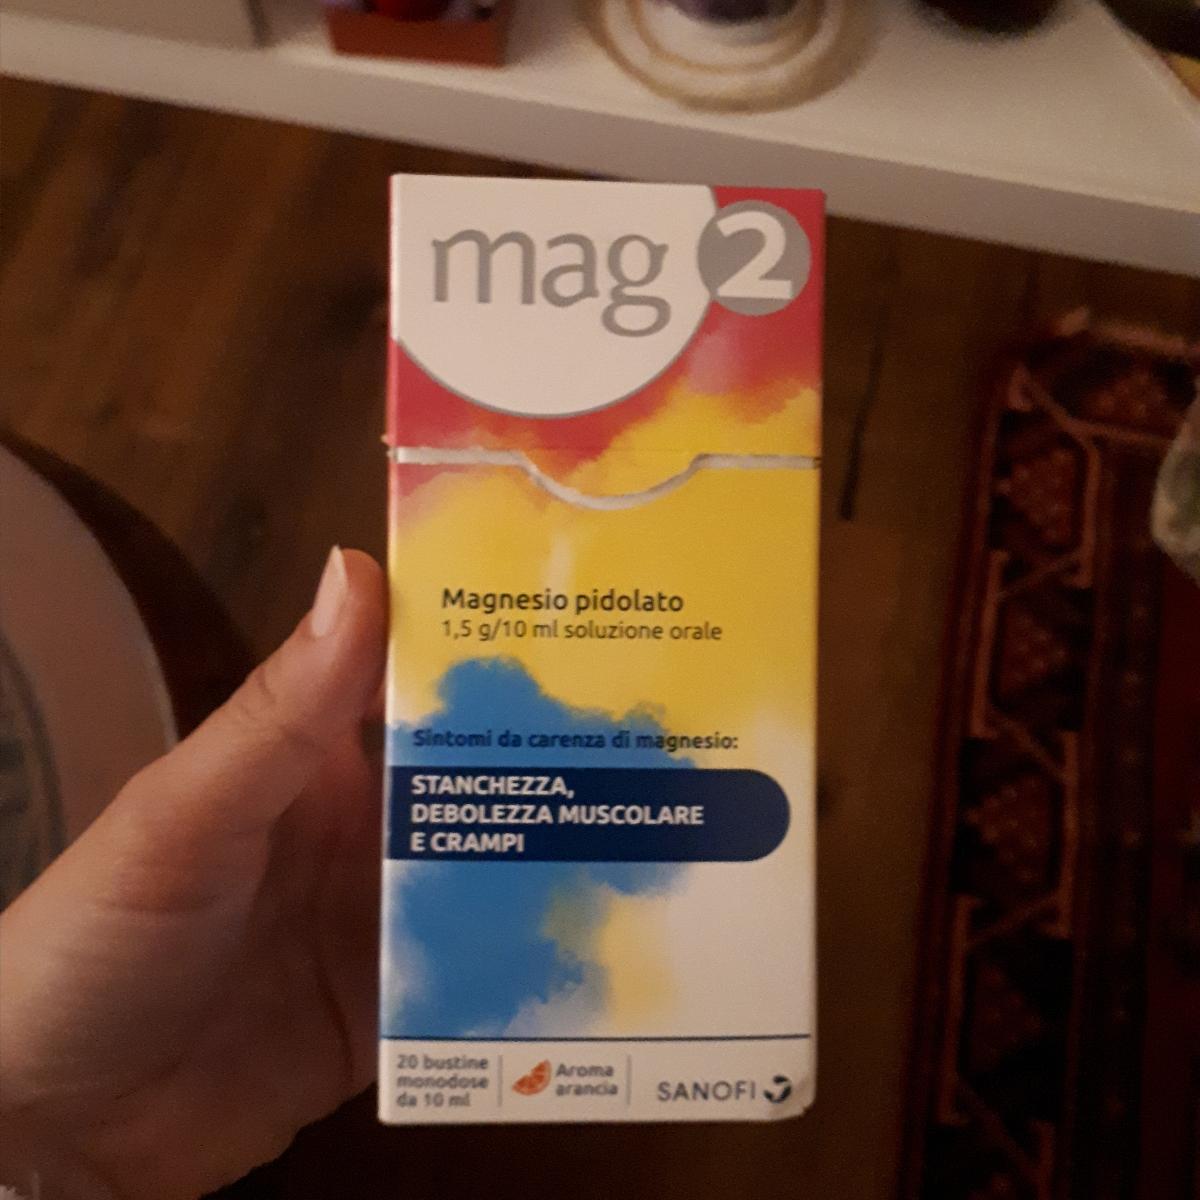 mag 2
Magnesio pidolato
1,5 g/10 ml soluzione orale
Sintomi da carenza di magnesio:
STANCHEZZA,
DEBOLEZZA MUSCOLARE
E CRAMPI
20 bustine
monodose
da 10 ml
Aroma
arancia
SANOFI